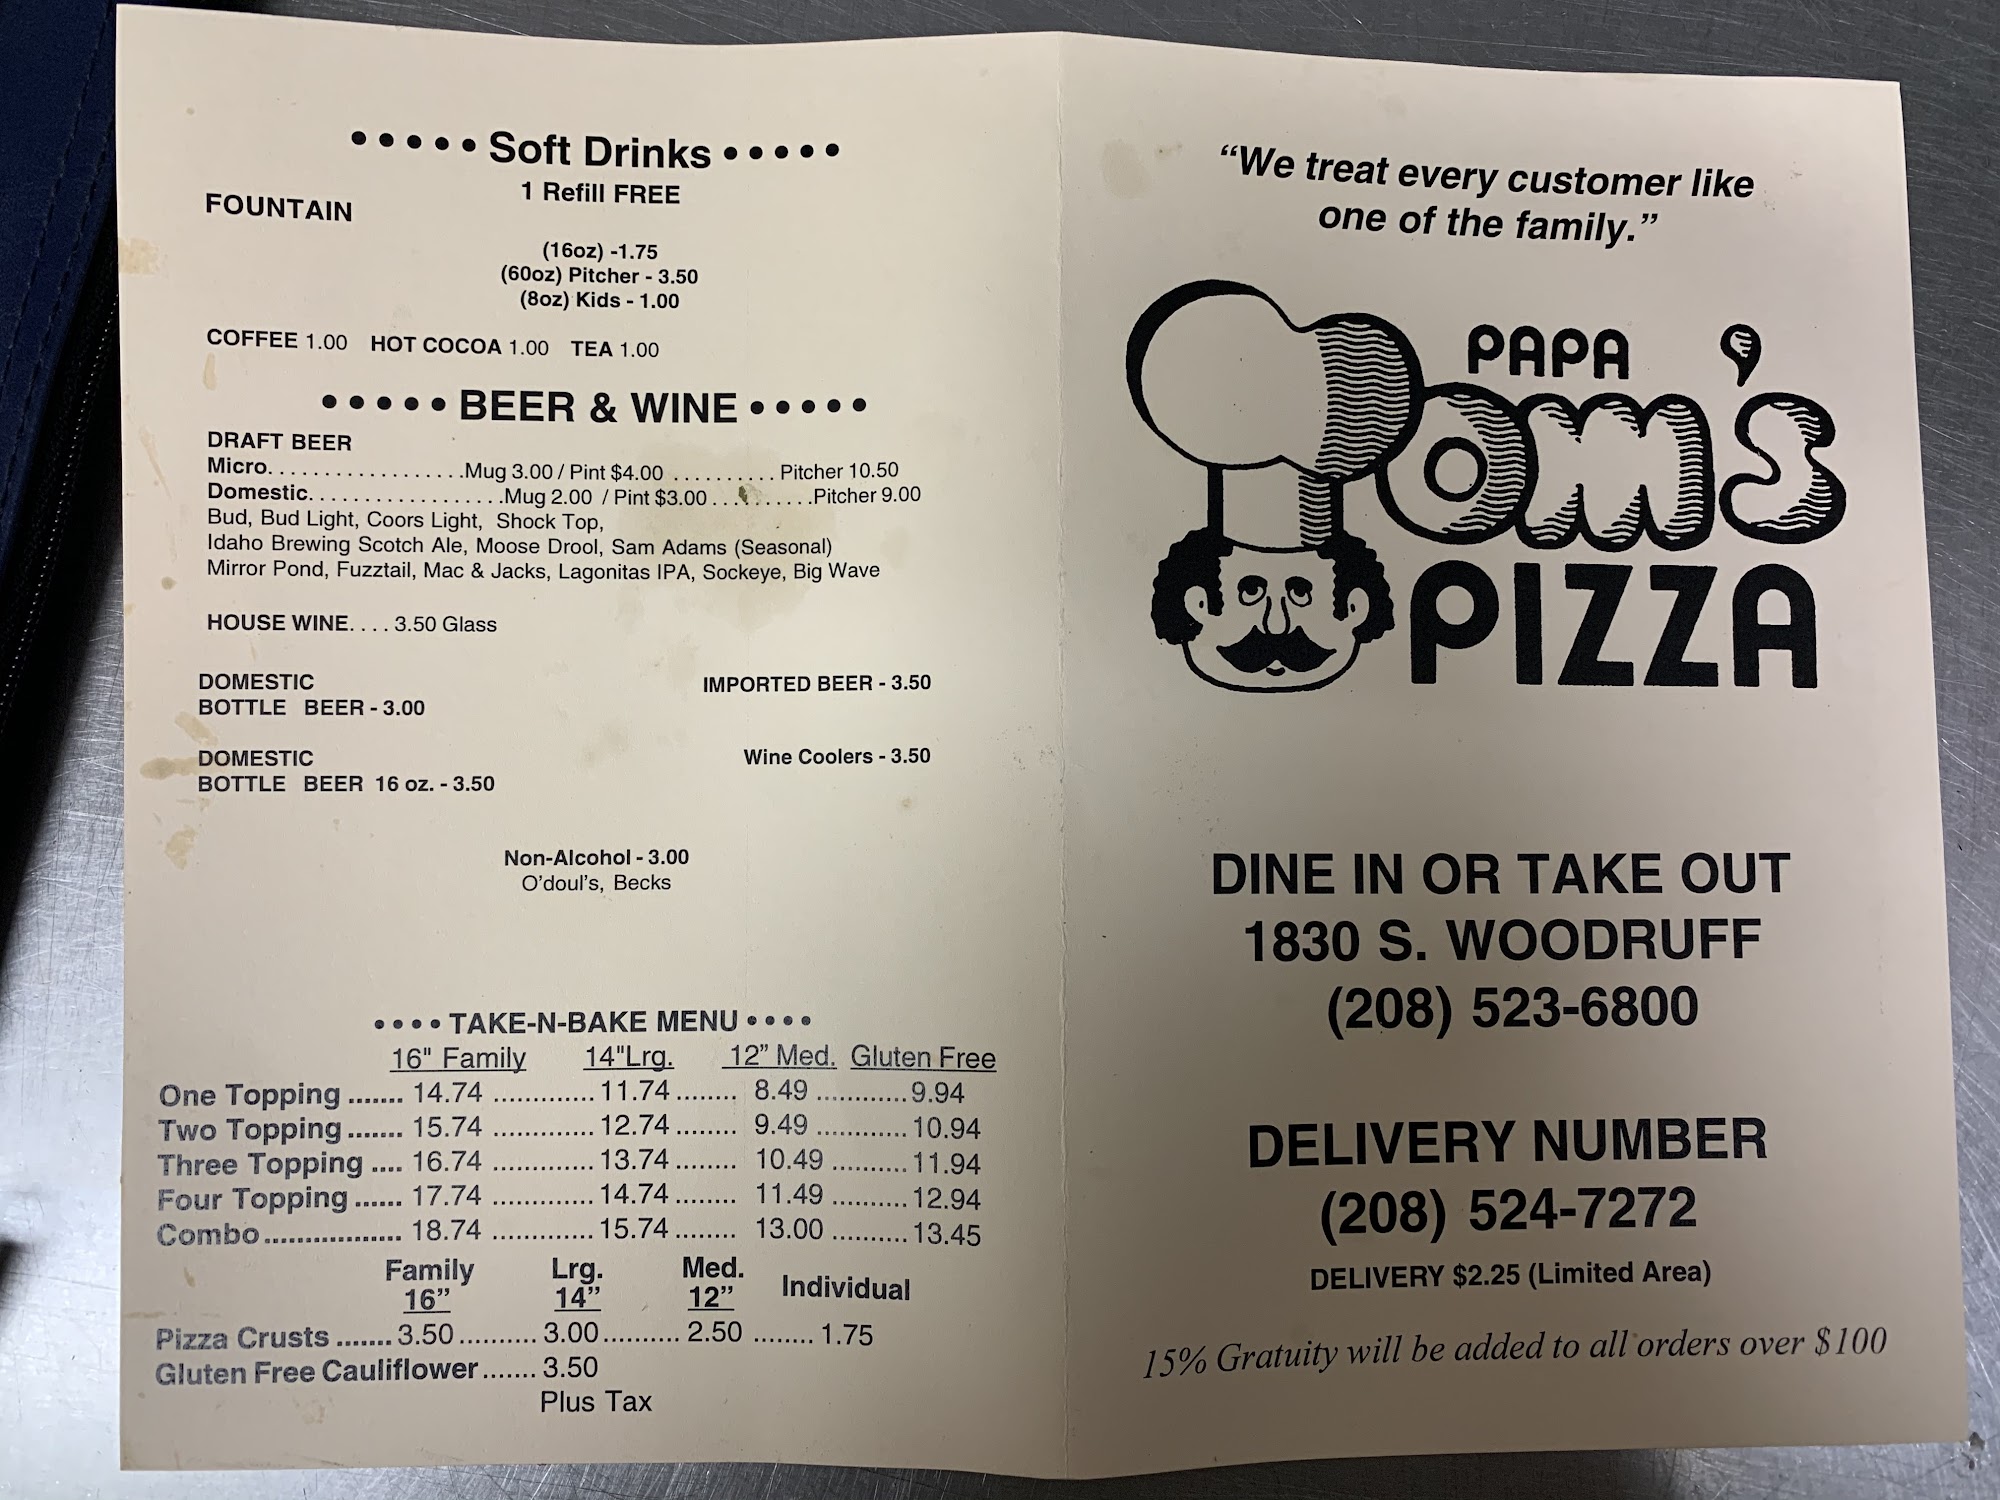 ••••• Soft Drinks •••••
1 Refill FREE
FOUNTAIN
(16oz) -1.75
(60oz) Pitcher - 3.50
(8oz) Kids - 1.00
COFFEE 1.00 HOT COCOA 1.00 TEA 1.00
••••• BEER & WINE •••••
DRAFT BEER
Micro. . . . . . . . . . . . . . . . . .Mug 3.00 / Pint $4.00 . . . . . . . . . . Pitcher 10.50
Domestic. . . . . . . . . . . . . . . . . .Mug 2.00 / Pint $3.00 . . . . . . . . . .Pitcher 9.00
Bud, Bud Light, Coors Light, Shock Top,
Idaho Brewing Scotch Ale, Moose Drool, Sam Adams (Seasonal)
Mirror Pond, Fuzztail, Mac & Jacks, Lagonitas IPA, Sockeye, Big Wave
HOUSE WINE. . . . 3.50 Glass
DOMESTIC
BOTTLE BEER - 3.00
IMPORTED BEER - 3.50
DOMESTIC
BOTTLE BEER 16 oz. - 3.50
Wine Coolers - 3.50
Non-Alcohol - 3.00
O'doul's, Becks
•••• TAKE-N-BAKE MENU ••••
16" Family 14"Lrg. 12” Med. Gluten Free
One Topping ....... 14.74 ............. 11.74 ........ 8.49 ............9.94
Two Topping ....... 15.74 ............. 12.74 ........ 9.49 ............ 10.94
Three Topping .... 16.74 ............. 13.74 ........ 10.49 .......... 11.94
Four Topping ...... 17.74 ............. 14.74 ........ 11.49 .......... 12.94
Combo................. 18.74 ............. 15.74 ........ 13.00 .......... 13.45
Family Lrg. Med. Individual
16” 14” 12”
Pizza Crusts ....... 3.50 .......... 3.00 .......... 2.50 ........ 1.75
Gluten Free Cauliflower ....... 3.50
Plus Tax
“We treat every customer like
one of the family.”
PAPA
TOM'S
PIZZA
DINE IN OR TAKE OUT
1830 S. WOODRUFF
(208) 523-6800
DELIVERY NUMBER
(208) 524-7272
DELIVERY $2.25 (Limited Area)
15% Gratuity will be added to all orders over $100